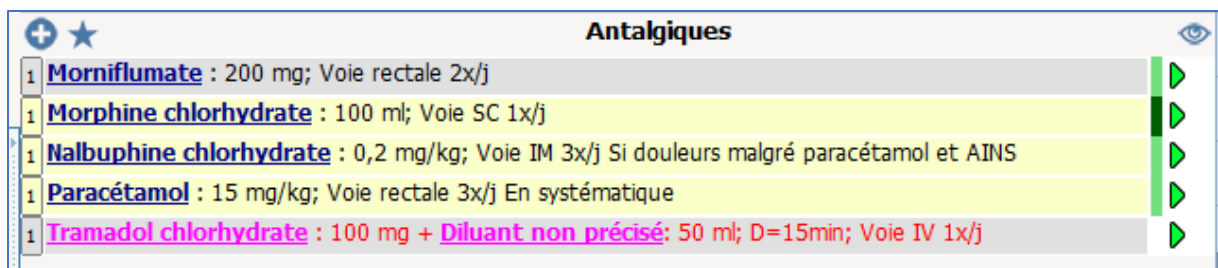 Antalgiques
1 Morniflumate : 200 mg; Voie rectale 2x/j
1 Morphine chlorhydrate : 100 ml; Voie SC 1x/j
1 Nalbuphine chlorhydrate : 0,2 mg/kg; Voie IM 3x/j Si douleurs malgré paracétamol et AINS
1 Paracétamol : 15 mg/kg; Voie rectale 3x/j En systématique
1 Tramadol chlorhydrate : 100 mg + Diluant non précisé: 50 ml; D=15min; Voie IV 1x/j